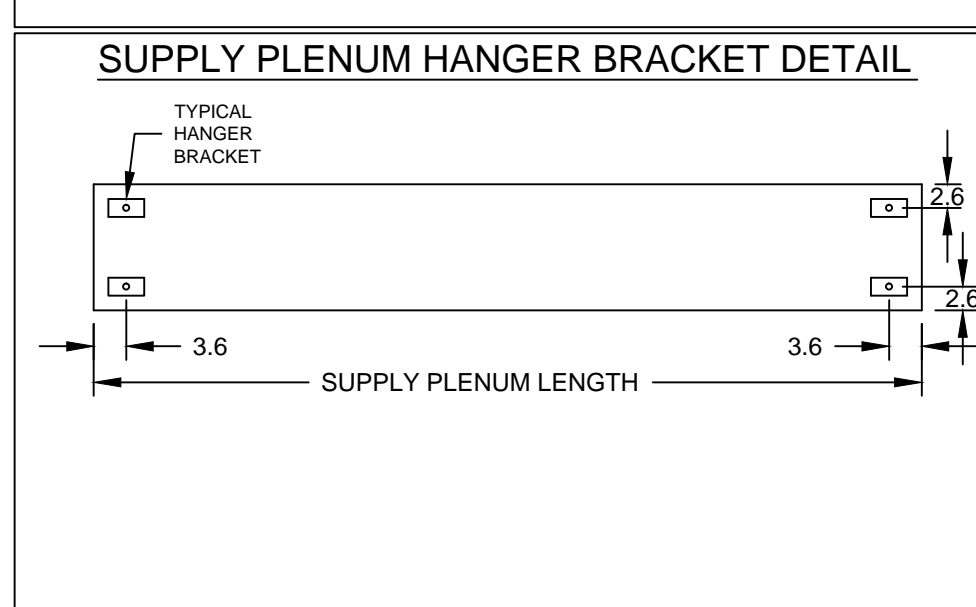 SUPPLY PLENUM HANGER BRACKET DETAIL
TYPICAL
HANGER
BRACKET
2.6
2.6
3.6
3.6
SUPPLY PLENUM LENGTH